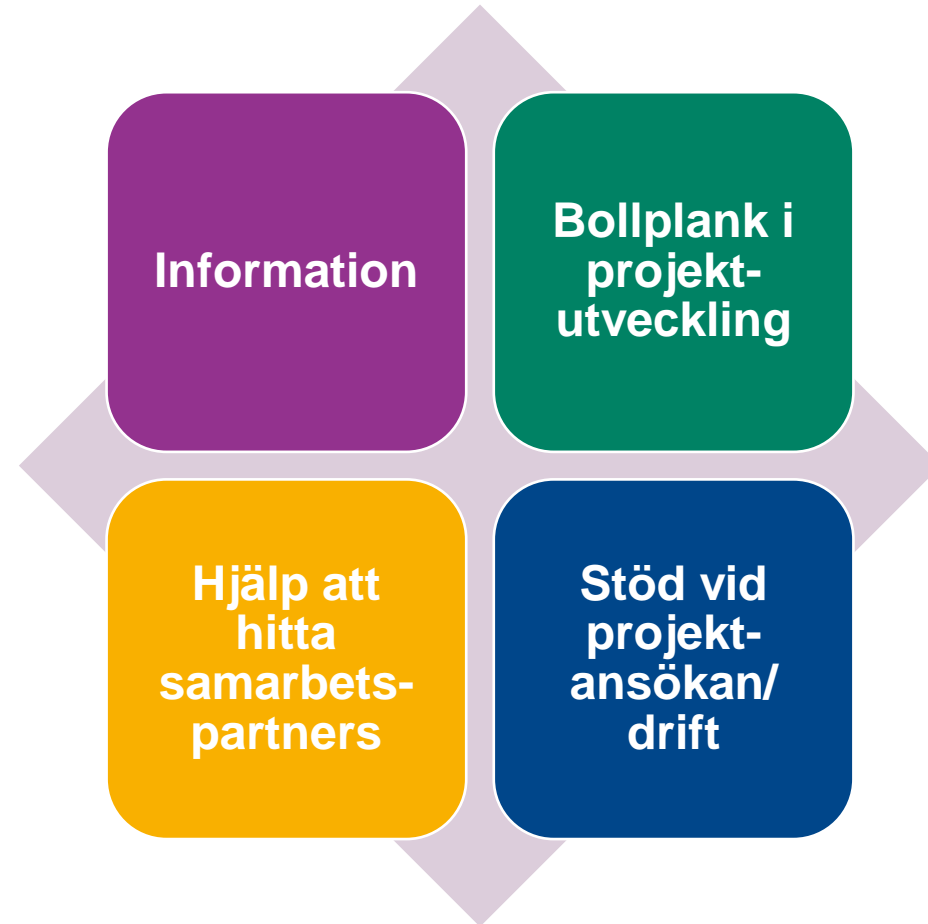 Information
Bollplank i
projekt-
utveckling
Hjälp att
hitta
samarbets-
partners
Stöd vid
projekt-
ansökan/
drift